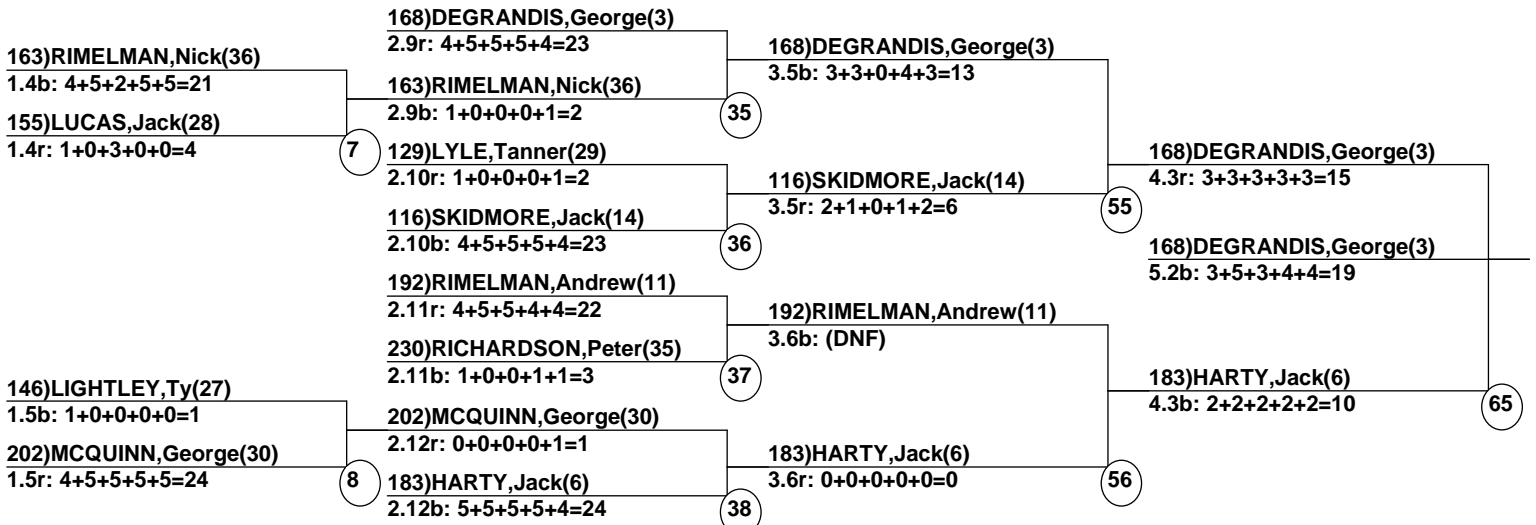 163)RIMELMAN,Nick(36)
1.4b: 4+5+2+5+5=21
155)LUCAS,Jack(28)
1.4r: 1+0+3+0+0=4
7
146)LIGHTLEY,Ty(27)
1.5b: 1+0+0+0+0=1
202)MCQUINN,George(30)
1.5r: 4+5+5+5+5=24
8
168)DEGRANDIS,George(3)
2.9r: 4+5+5+5+4=23
163)RIMELMAN,Nick(36)
2.9b: 1+0+0+0+1=2
35
129)LYLE,Tanner(29)
2.10r: 1+0+0+0+1=2
116)SKIDMORE,Jack(14)
2.10b: 4+5+5+5+4=23
36
192)RIMELMAN,Andrew(11)
2.11r: 4+5+5+4+4=22
230)RICHARDSON,Peter(35)
2.11b: 1+0+0+1+1=3
37
202)MCQUINN,George(30)
2.12r: 0+0+0+0+1=1
183)HARTY,Jack(6)
2.12b: 5+5+5+5+4=24
38
168)DEGRANDIS,George(3)
3.5b: 3+3+0+4+3=13
116)SKIDMORE,Jack(14)
3.5r: 2+1+0+1+2=6
55
192)RIMELMAN,Andrew(11)
3.6b: (DNF)
183)HARTY,Jack(6)
3.6r: 0+0+0+0+0=0
56
168)DEGRANDIS,George(3)
4.3r: 3+3+3+3+3=15
168)DEGRANDIS,George(3)
5.2b: 3+5+3+4+4=19
183)HARTY,Jack(6)
4.3b: 2+2+2+2+2=10
65